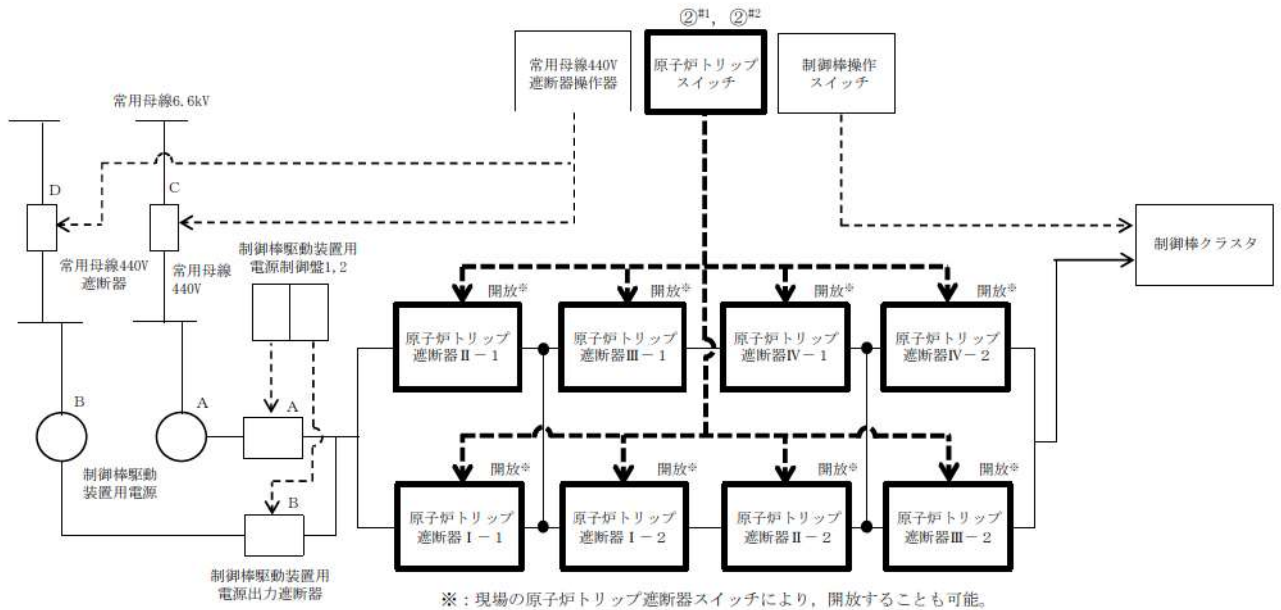 ②#1, ②#2
常用母線440V
遮断器操作器
原子炉トリップ
スイッチ
制御棒操作
スイッチ
常用母線6.6kV
D
C
常用母線440V
遮断器
常用母線
440V
制御棒駆動装置用
電源制御盤1,2
制御棒クラスタ
開放※
開放※
開放※
開放※
原子炉トリップ
遮断器Ⅱ-1
原子炉トリップ
遮断器Ⅲ-1
原子炉トリップ
遮断器Ⅳ-1
原子炉トリップ
遮断器Ⅳ-2
B
A
A
制御棒駆動
装置用電源
B
制御棒駆動装置用
電源出力遮断器
開放※
開放※
開放※
開放※
原子炉トリップ
遮断器Ⅰ-1
原子炉トリップ
遮断器Ⅰ-2
原子炉トリップ
遮断器Ⅱ-2
原子炉トリップ
遮断器Ⅲ-2
※:現場の原子炉トリップ遮断器スイッチにより,開放することも可能。